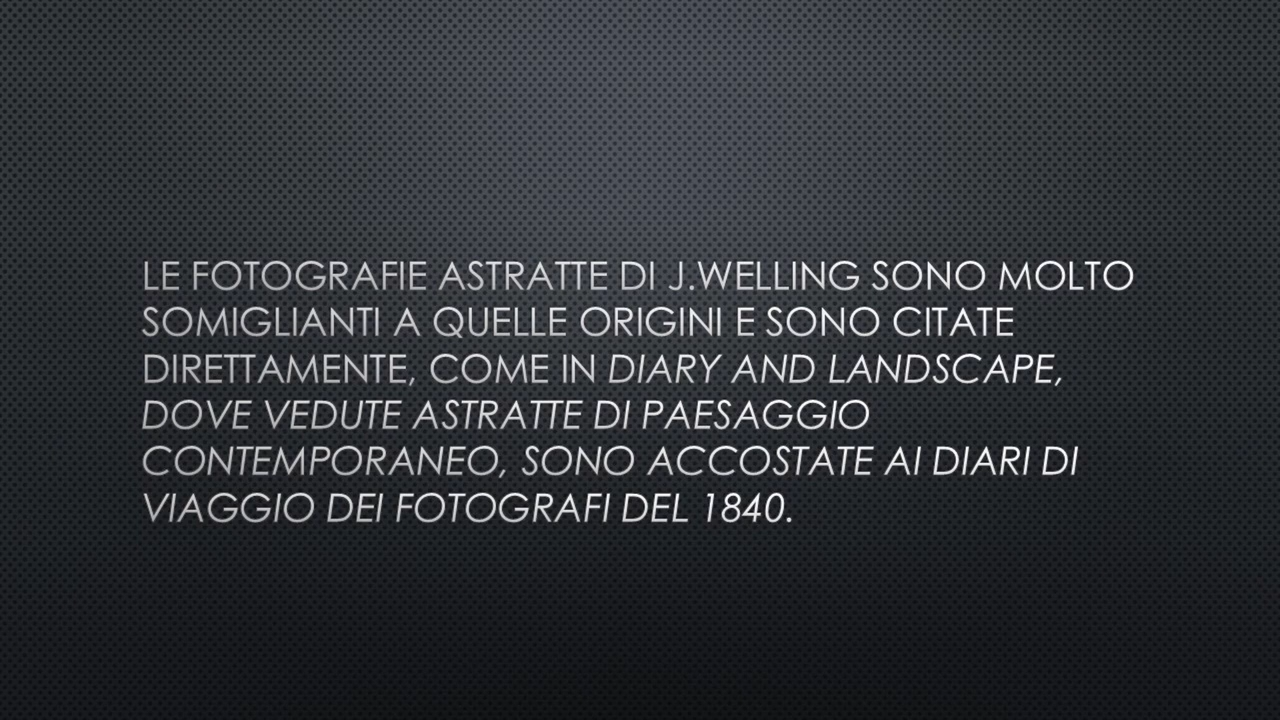 LE FOTOGRAFIE ASTRATTE DI J.WELLING SONO MOLTO
SOMIGLIANTI A QUELLE ORIGINI E SONO CITATE
DIRETTAMENTE, COME IN DIARY AND LANDSCAPE,
DOVE VEDUTE ASTRATTE DI PAESAGGIO
CONTEMPORANEO, SONO ACCOSTATE AI DIARI DI
VIAGGIO DEI FOTOGRAFI DEL 1840.